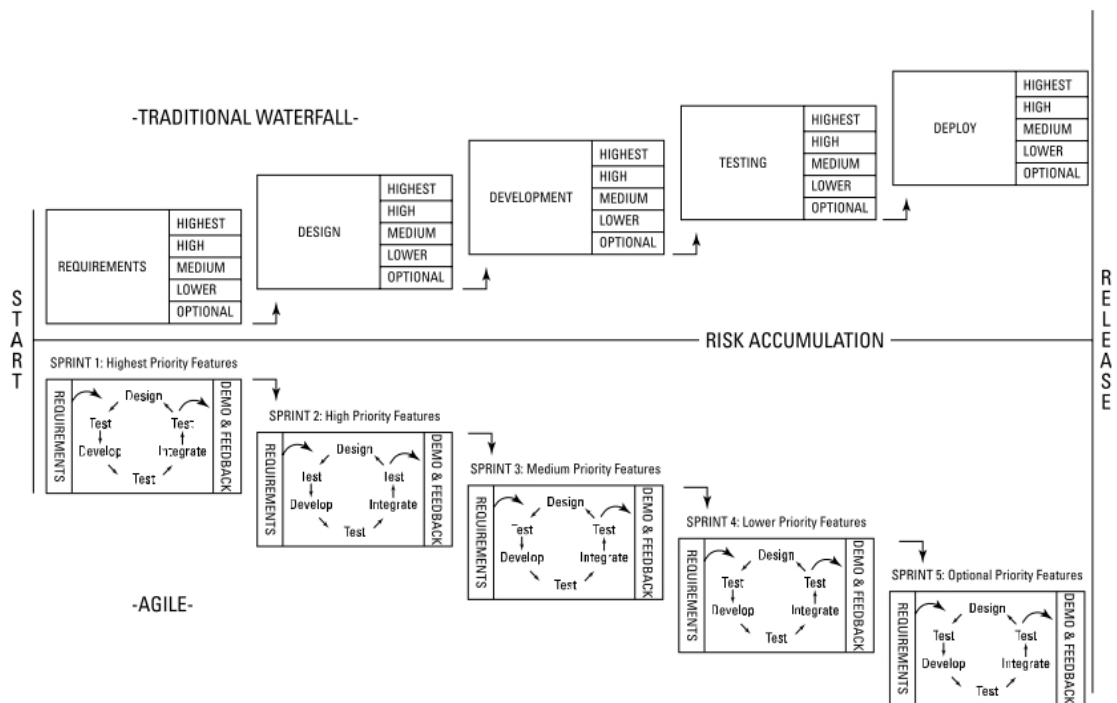 -TRADITIONAL WATERFALL-
REQUIREMENTS
HIGHEST
HIGH
MEDIUM
LOWER
OPTIONAL
DESIGN
HIGHEST
HIGH
MEDIUM
LOWER
OPTIONAL
DEVELOPMENT
HIGHEST
HIGH
MEDIUM
LOWER
OPTIONAL
TESTING
HIGHEST
HIGH
MEDIUM
LOWER
OPTIONAL
DEPLOY
HIGHEST
HIGH
MEDIUM
LOWER
OPTIONAL
START
RELEASE
RISK ACCUMULATION
SPRINT 1: Highest Priority Features
REQUIREMENTS
Design
Test
Test
Develop
Integrate
Test
DEMO & FEEDBACK
SPRINT 2: High Priority Features
REQUIREMENTS
Design
Test
Test
Develop
Integrate
Test
DEMO & FEEDBACK
SPRINT 3: Medium Priority Features
REQUIREMENTS
Design
Test
Test
Develop
Integrate
Test
DEMO & FEEDBACK
SPRINT 4: Lower Priority Features
REQUIREMENTS
Design
Test
Test
Develop
Integrate
Test
DEMO & FEEDBACK
SPRINT 5: Optional Priority Features
REQUIREMENTS
Design
Test
Test
Develop
Integrate
Test
DEMO & FEEDBACK
-AGILE-